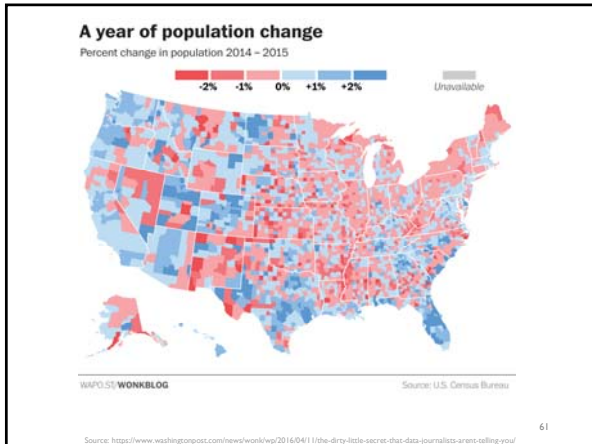 A year of population change
Percent change in population 2014 – 2015
-2% -1% 0% +1% +2% Unavailable
WAPO.ST/WONKBLOG Source: U.S. Census Bureau
61
Source: https://www.washingtonpost.com/news/wonk/wp/2016/04/11/the-dirty-little-secret-that-data-journalists-arent-telling-you/